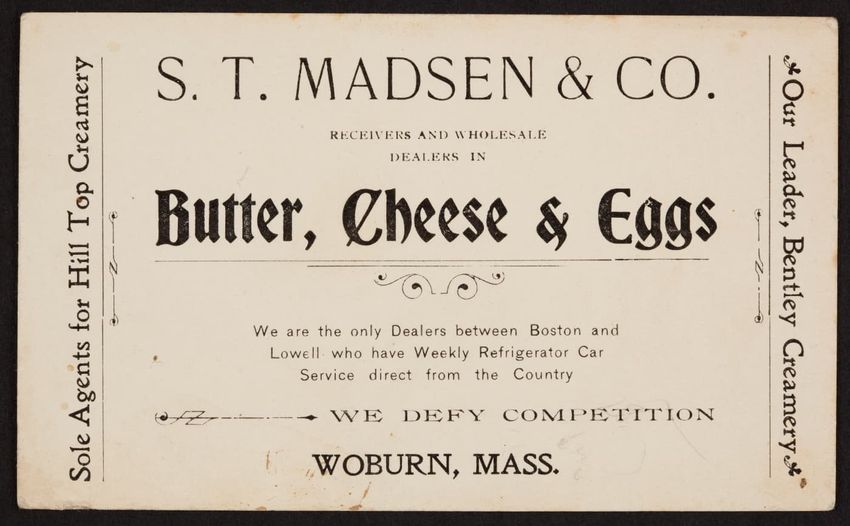 S. T. MADSEN & CO.
RECEIVERS AND WHOLESALE
DEALERS IN
Butter, Cheese & Eggs
We are the only Dealers between Boston and
Lowell who have Weekly Refrigerator Car
Service direct from the Country
WE DEFY COMPETITION
WOBURN, MASS.
Sole Agents for Hill Top Creamery
Our Leader, Bentley Creamery